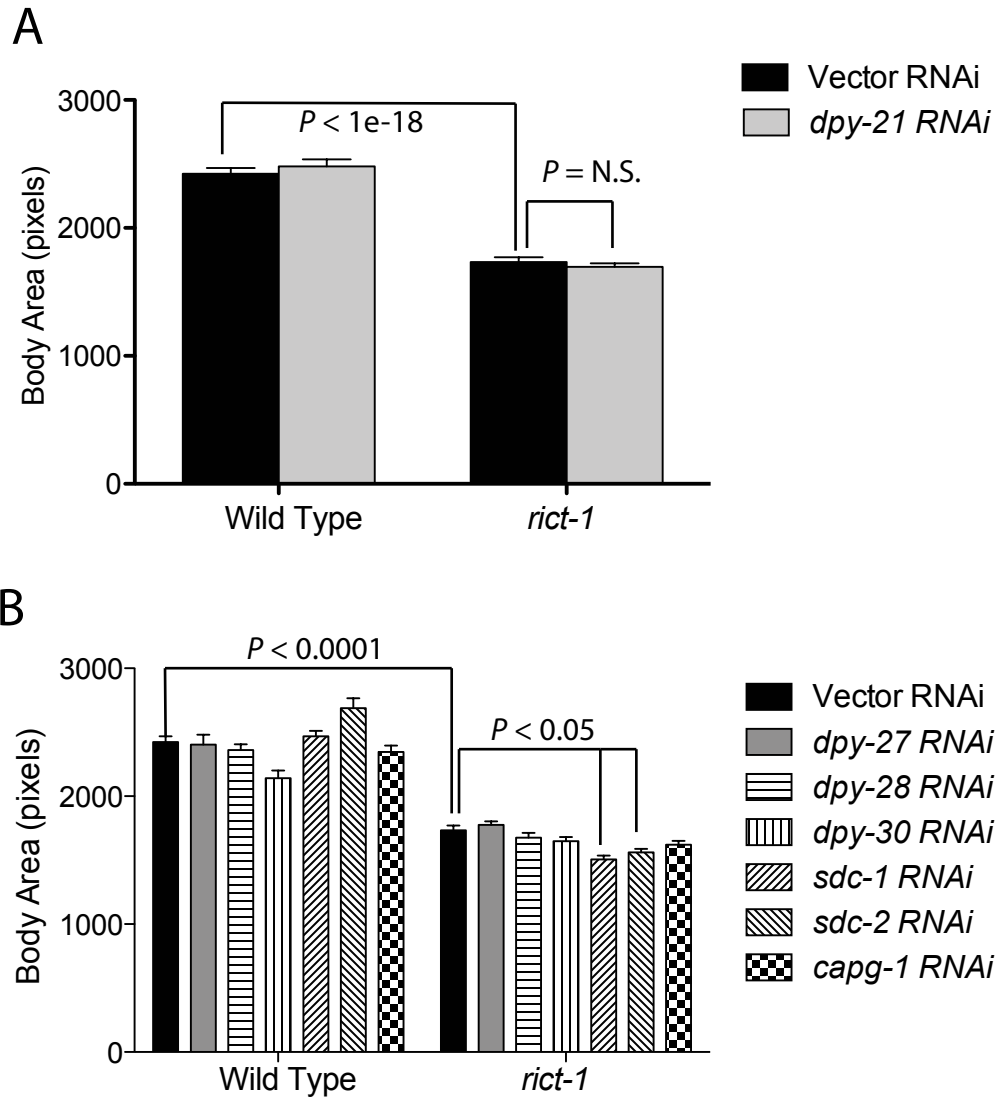 A
Vector RNAi
dpy-21 RNAi
3000
P < 1e-18
P = N.S.
2000
1000
0
Body Area (pixels)
Wild Type
rict-1
B
P < 0.0001
3000
P < 0.05
2000
1000
0
Body Area (pixels)
Wild Type
rict-1
Vector RNAi
dpy-27 RNAi
dpy-28 RNAi
dpy-30 RNAi
sdc-1 RNAi
sdc-2 RNAi
capg-1 RNAi